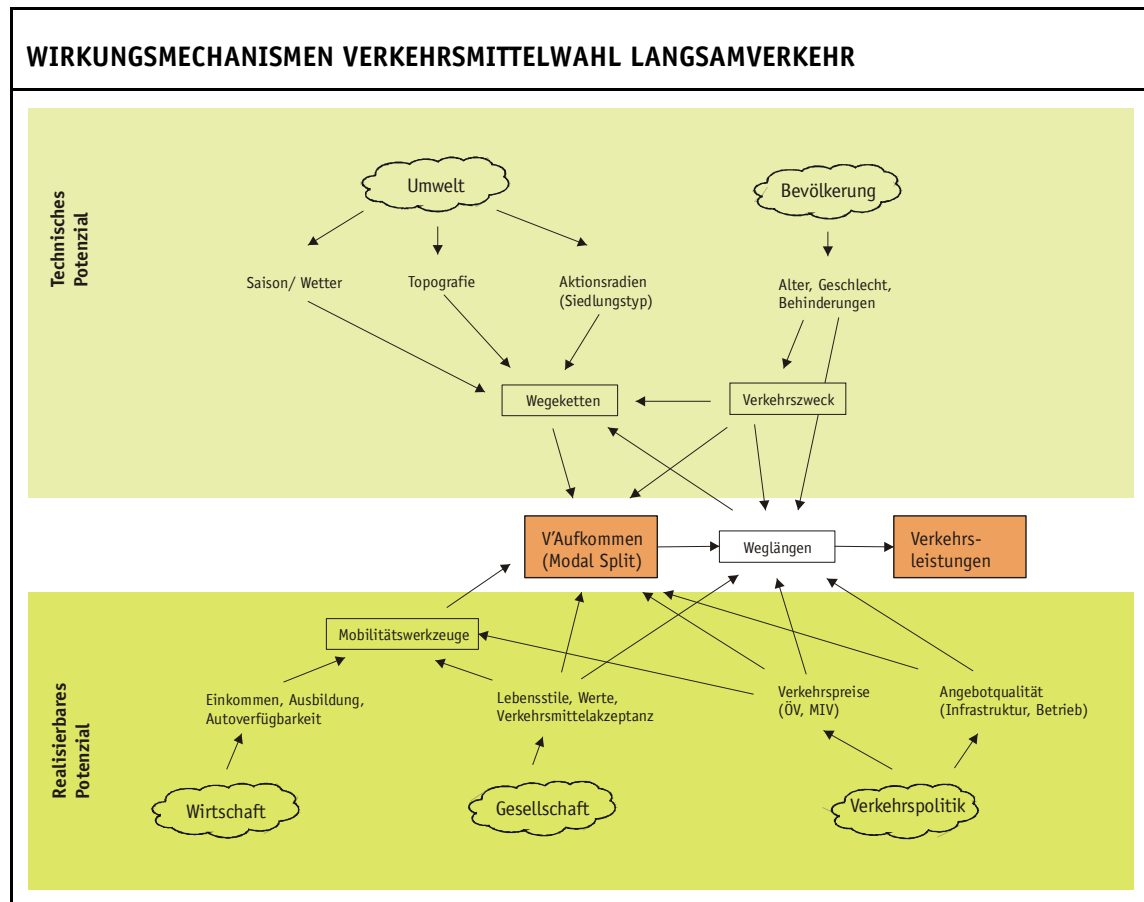 WIRKUNGSMECHANISMEN VERKEHRSMITTELWAHL LANGSAMVERKEHR
Technisches
Potenzial
Umwelt
Bevölkerung
Saison/ Wetter
Topografie
Aktionsradien
(Siedlungstyp)
Alter, Geschlecht,
Behinderungen
Wegeketten
Verkehrszweck
V'Aufkommen
(Modal Split)
Weglängen
Verkehrs-
leistungen
Realisierbares
Potenzial
Mobilitätswerkzeuge
Einkommen, Ausbildung,
Autoverfügbarkeit
Lebensstile, Werte,
Verkehrsmittelakzeptanz
Verkehrspreise
(ÖV, MIV)
Angebotqualität
(Infrastruktur, Betrieb)
Wirtschaft
Gesellschaft
Verkehrspolitik